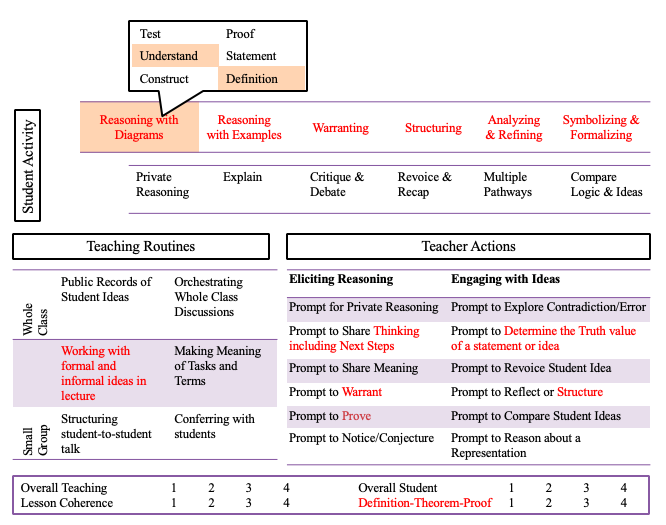 Test Proof
Understand Statement
Construct Definition
Student Activity
Reasoning with Diagrams
Reasoning with Examples
Warranting
Structuring
Analyzing & Refining
Symbolizing & Formalizing
Private Reasoning
Explain
Critique & Debate
Revoice & Recap
Multiple Pathways
Compare Logic & Ideas
Teaching Routines
Whole Class
Public Records of
Student Ideas
Orchestrating
Whole Class
Discussions
Working with
formal and
informal ideas in
lecture
Making Meaning
of Tasks and
Terms
Small Group
Structuring
student-to-student
talk
Conferring with
students
Teacher Actions
Eliciting Reasoning Engaging with Ideas
Prompt for Private Reasoning Prompt to Explore Contradiction/Error
Prompt to Share Thinking
including Next Steps
Prompt to Determine the Truth value
of a statement or idea
Prompt to Share Meaning Prompt to Revoice Student Idea
Prompt to Warrant Prompt to Reflect or Structure
Prompt to Prove Prompt to Compare Student Ideas
Prompt to Notice/Conjecture Prompt to Reason about a
Representation
Overall Teaching 1 2 3 4 Overall Student 1 2 3 4
Lesson Coherence 1 2 3 4 Definition-Theorem-Proof 1 2 3 4